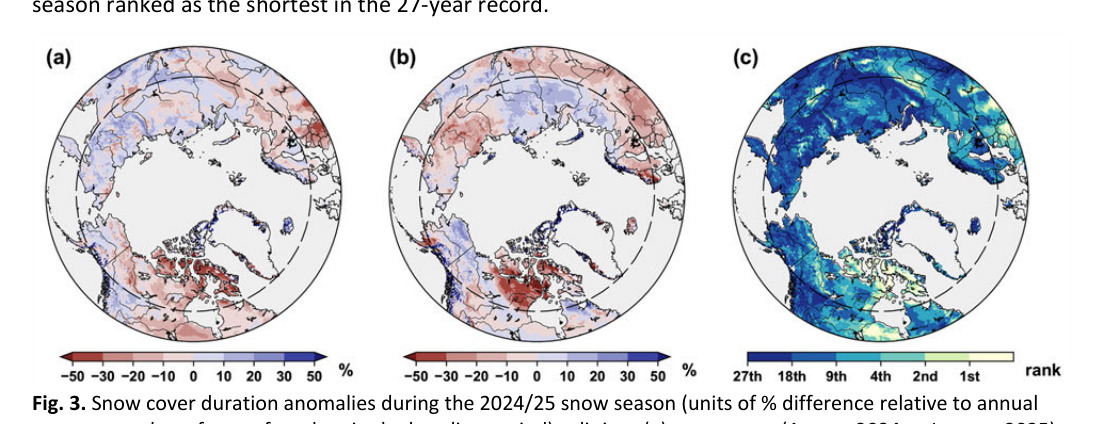 season ranked as the shortest in the 27-year record.
(a) (b) (c)
−50 −30 −20 −10 0 10 20 30 50 %
−50 −30 −20 −10 0 10 20 30 50 %
27th 18th 9th 4th 2nd 1st rank
Fig. 3. Snow cover duration anomalies during the 2024/25 snow season (units of % difference relative to annual